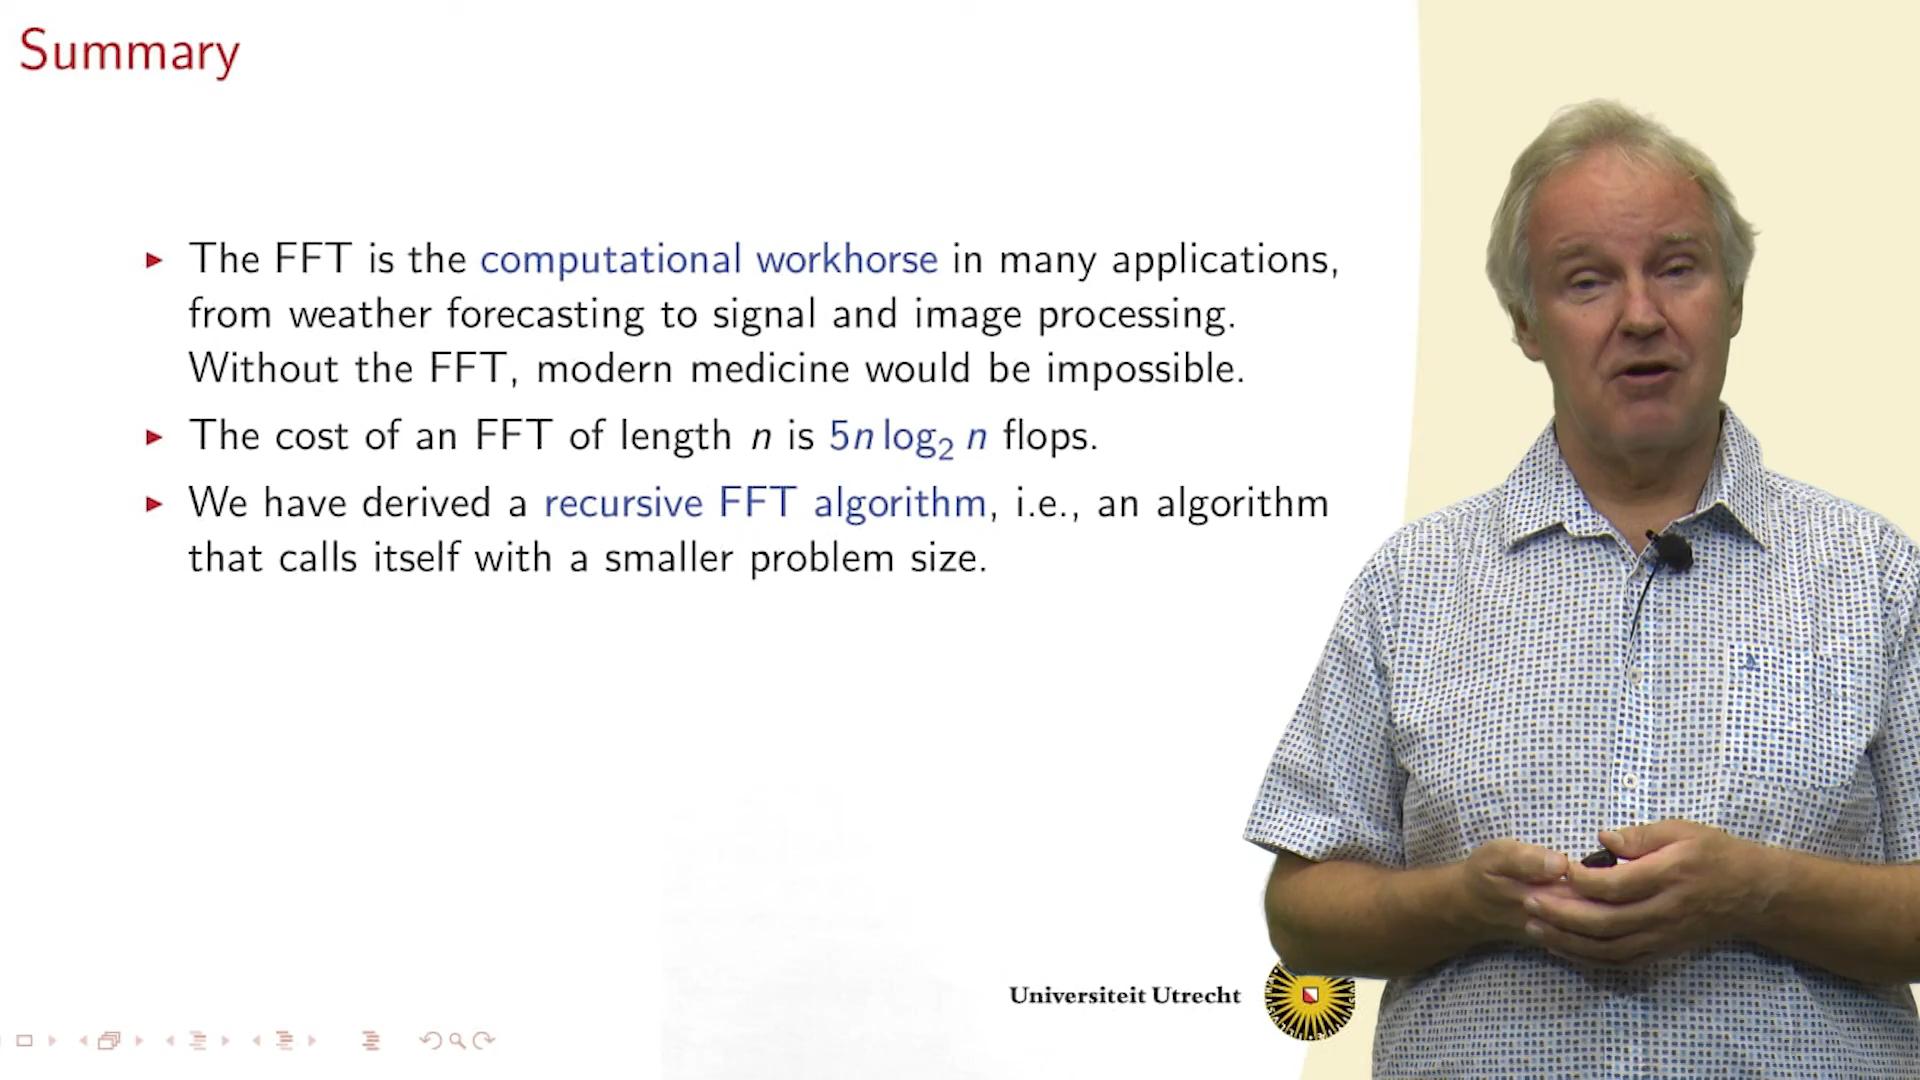 Summary
▶ The FFT is the computational workhorse in many applications,
from weather forecasting to signal and image processing.
Without the FFT, modern medicine would be impossible.
▶ The cost of an FFT of length n is 5n log₂ n flops.
▶ We have derived a recursive FFT algorithm, i.e., an algorithm
that calls itself with a smaller problem size.
Universiteit Utrecht